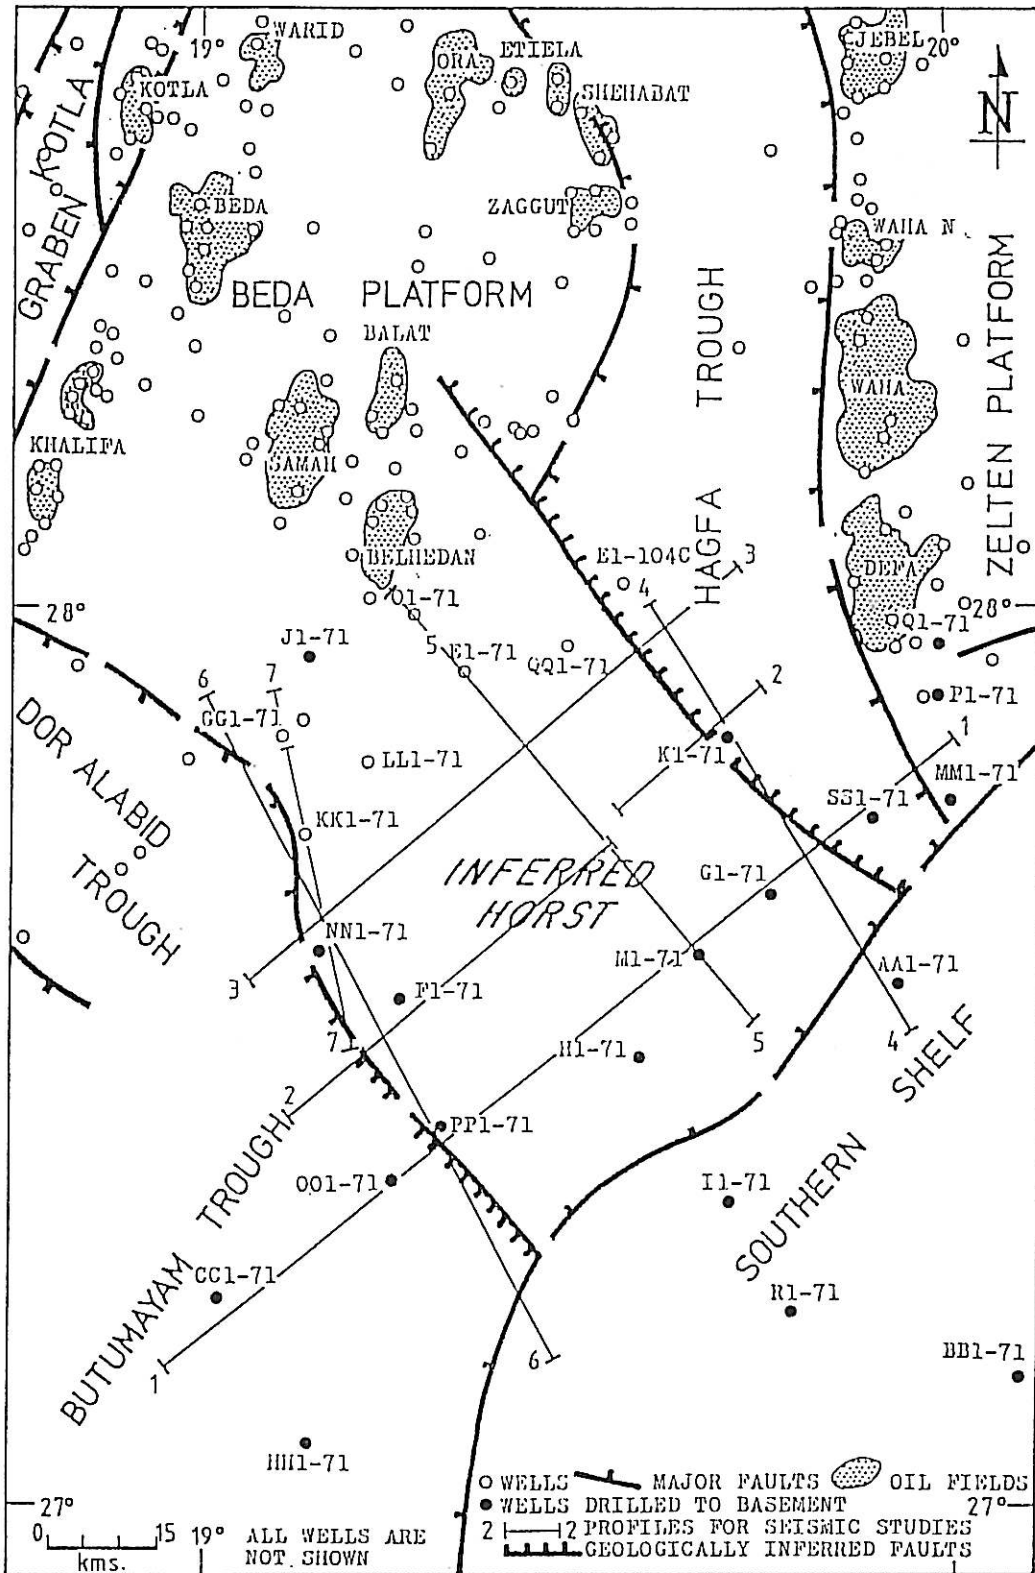 WARID
19°
ETIELA
ORA
JEBEL
20°
KOTLA
SHEHABAT
N
GRABEN KOTLA
BEDA
ZAGGUT
WAHA N
BEDA PLATFORM
HAGFA TROUGH
ZELTEN PLATFORM
BALAT
WAHA
KHALIFA
SAMAH
BELHEDAN
DEFA
E1-104C
3
4
28°
O1-71
28°
QQ1-71
J1-71
5
E1-71
QQ1-71
6
7
2
P1-71
GG1-71
1
DOR ALABID TROUGH
LL1-71
K1-71
MM1-71
SS1-71
KK1-71
INFERRED
HORST
G1-71
NN1-71
M1-71
AA1-71
3
F1-71
7
H1-71
5
4
2
SOUTHERN SHELF
PP1-71
BUTUMAYAM TROUGH
OO1-71
I1-71
CC1-71
R1-71
1
6
BB1-71
HH1-71
WELLS MAJOR FAULTS OIL FIELDS
27° WELLS DRILLED TO BASEMENT 27°
0 15 19° ALL WELLS ARE 2 2 PROFILES FOR SEISMIC STUDIES
kms. NOT SHOWN GEOLOGICALLY INFERRED FAULTS